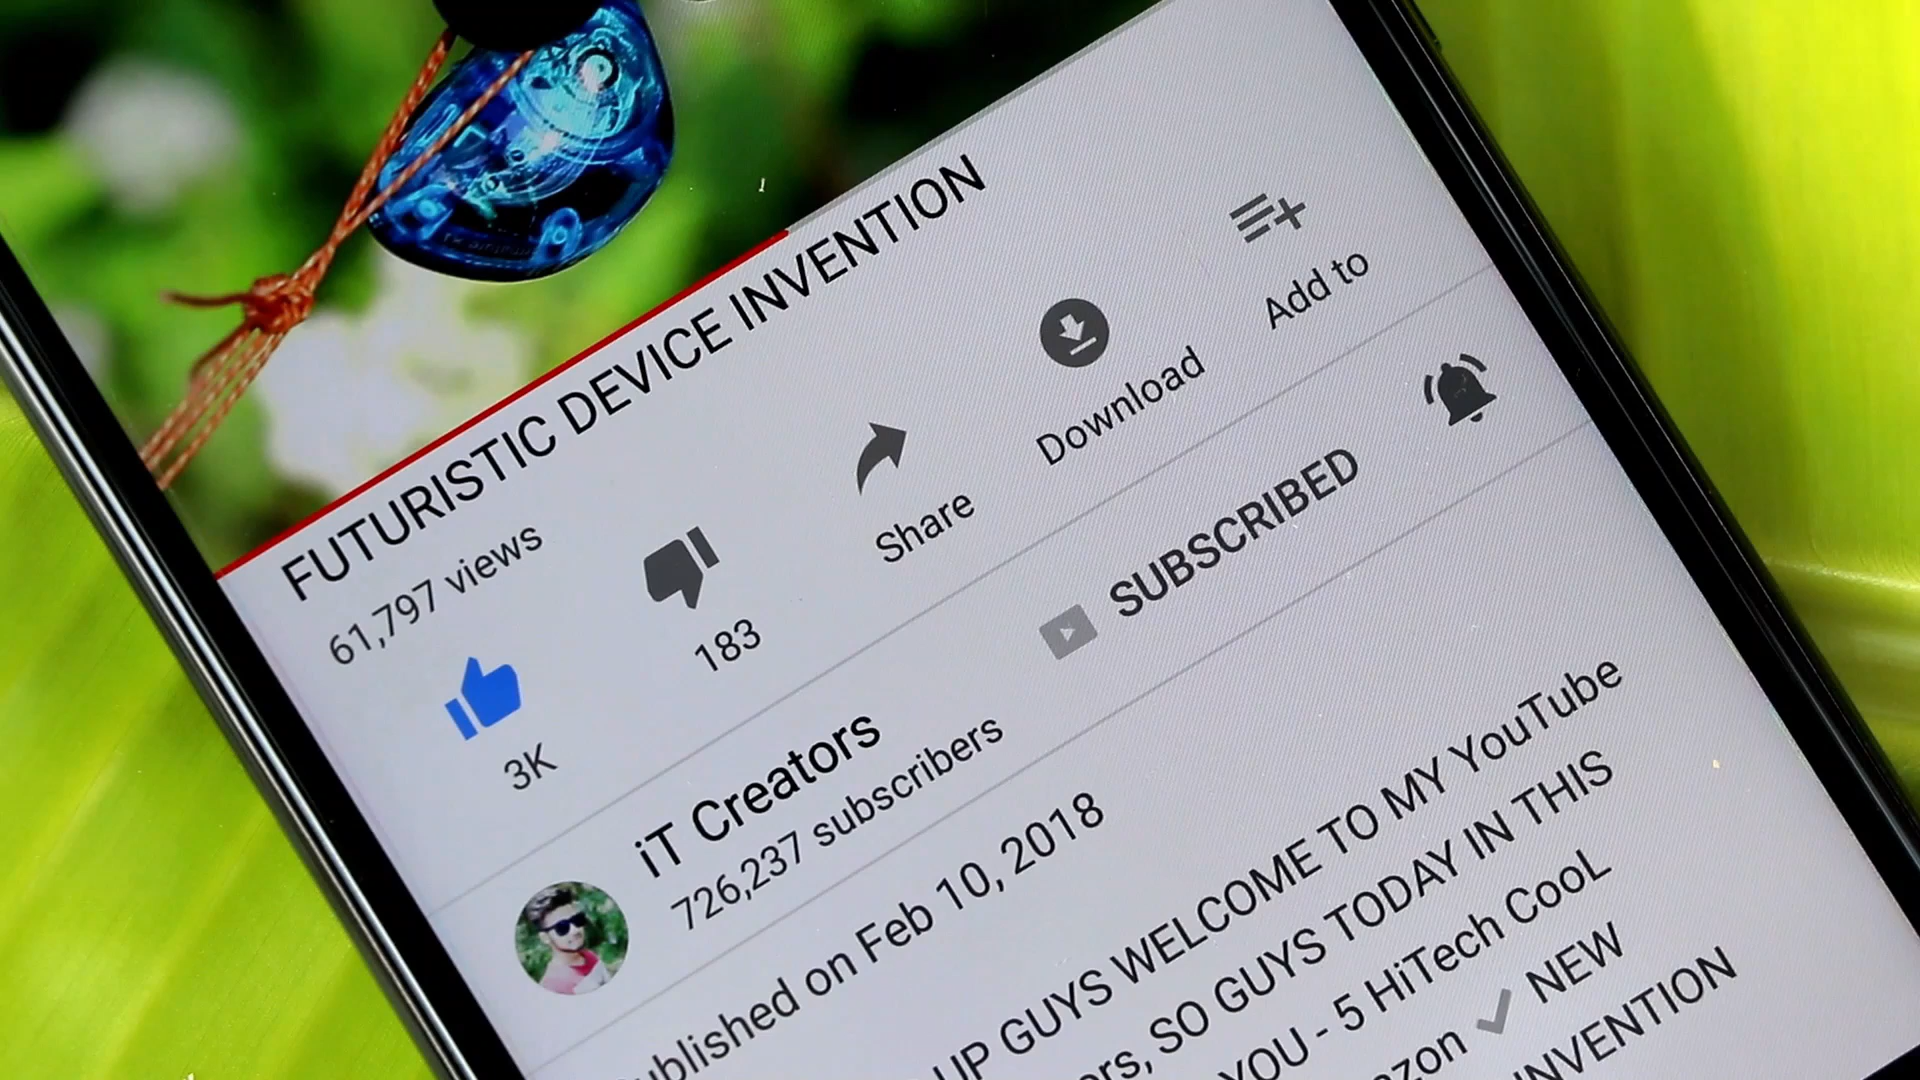 FUTURISTIC DEVICE INVENTION
61,797 views
3K
183
Share
Download
Add to
iT Creators
726,237 subscribers
SUBSCRIBED
ublished on Feb 10, 2018
UP GUYS WELCOME TO MY YouTube
ers, SO GUYS TODAY IN THIS
YOU - 5 HiTech CooL
azon ✓ NEW
INVENTION